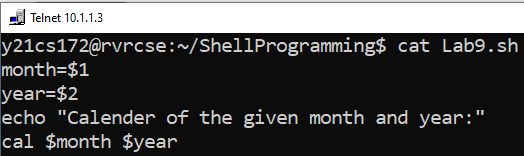 Telnet 10.1.1.3
y21cs172@rvrcse:~/ShellProgramming$ cat Lab9.sh
month=$1
year=$2
echo "Calender of the given month and year:"
cal $month $year